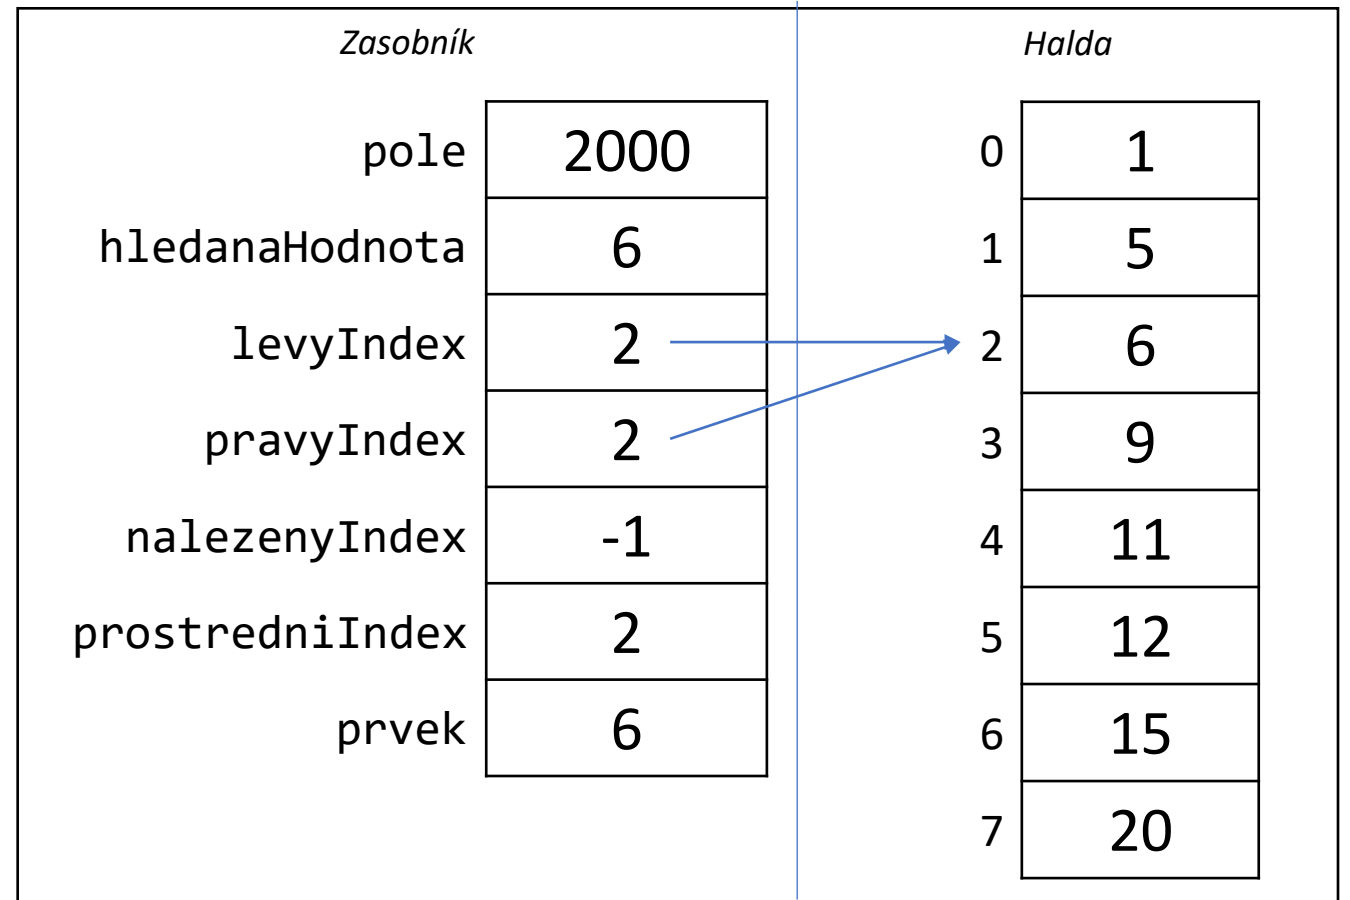 Zasobník Halda
pole 2000 0 1
hledanaHodnota 6 1 5
levyIndex 2 2 6
pravyIndex 2 3 9
nalezenyIndex -1 4 11
prostredniIndex 2 5 12
prvek 6 6 15
7 20